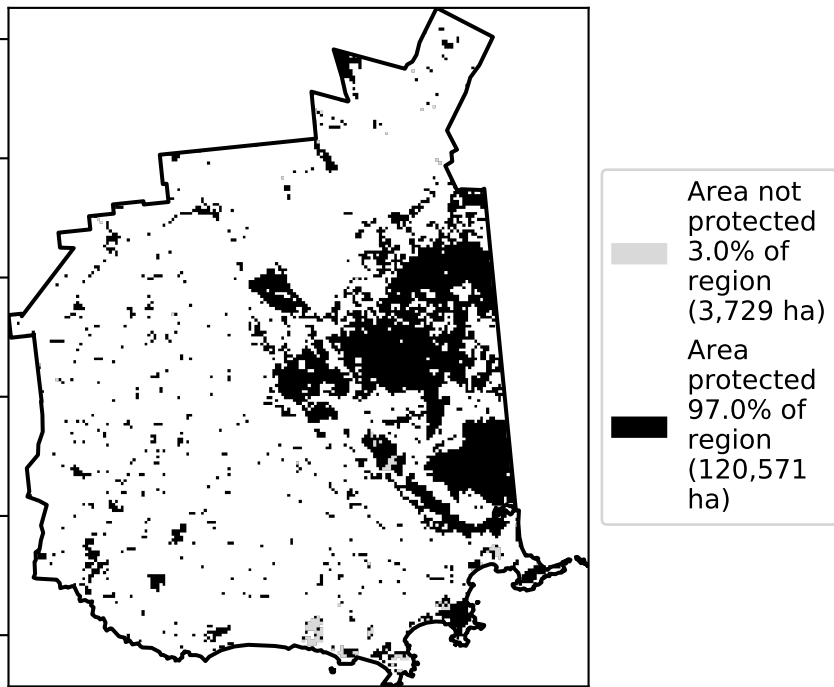 Area not
protected
3.0% of
region
(3,729 ha)
Area
protected
97.0% of
region
(120,571
ha)